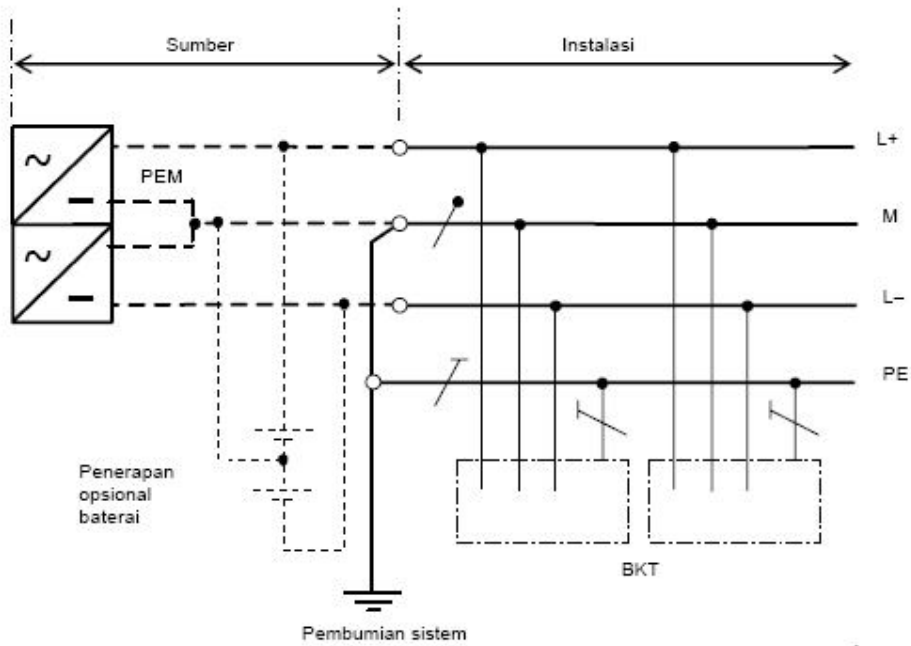 Sumber
Instalasi
L+
PEM
M
L–
PE
Penerapan
opsional
baterai
BKT
Pembumian sistem